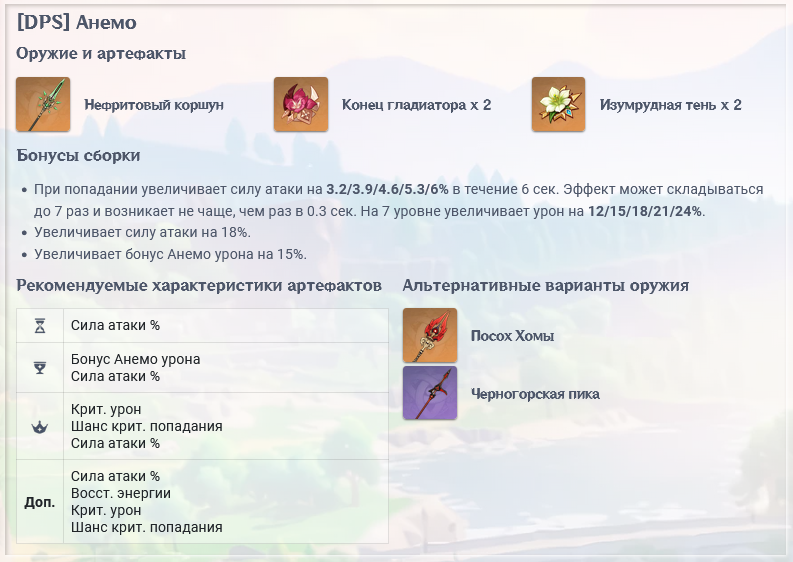 [DPS] Анемо
Оружие и артефакты
Нефритовый коршун
Конец гладиатора x 2
Изумрудная тень x 2
Бонусы сборки
• При попадании увеличивает силу атаки на 3.2/3.9/4.6/5.3/6% в течение 6 сек. Эффект может складываться
до 7 раз и возникает не чаще, чем раз в 0.3 сек. На 7 уровне увеличивает урон на 12/15/18/21/24%.
• Увеличивает силу атаки на 18%.
• Увеличивает бонус Анемо урона на 15%.
Рекомендуемые характеристики артефактов
Сила атаки %
Бонус Анемо урона
Сила атаки %
Крит. урон
Шанс крит. попадания
Сила атаки %
Доп.
Сила атаки %
Восст. энергии
Крит. урон
Шанс крит. попадания
Альтернативные варианты оружия
Посох Хомы
Черногорская пика